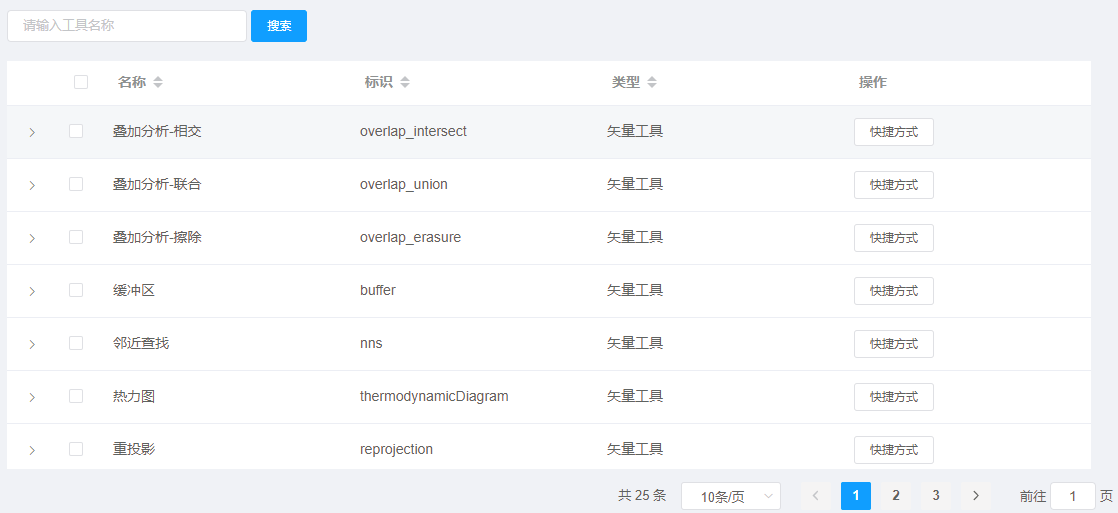 请输入工具名称 搜索
名称 标识 类型 操作
叠加分析-相交 overlap_intersect 矢量工具 快捷方式
叠加分析-联合 overlap_union 矢量工具 快捷方式
叠加分析-擦除 overlap_erasure 矢量工具 快捷方式
缓冲区 buffer 矢量工具 快捷方式
邻近查找 nns 矢量工具 快捷方式
热力图 thermodynamicDiagram 矢量工具 快捷方式
重投影 reprojection 矢量工具 快捷方式
共 25 条 10条/页 1 2 3 前往 1 页